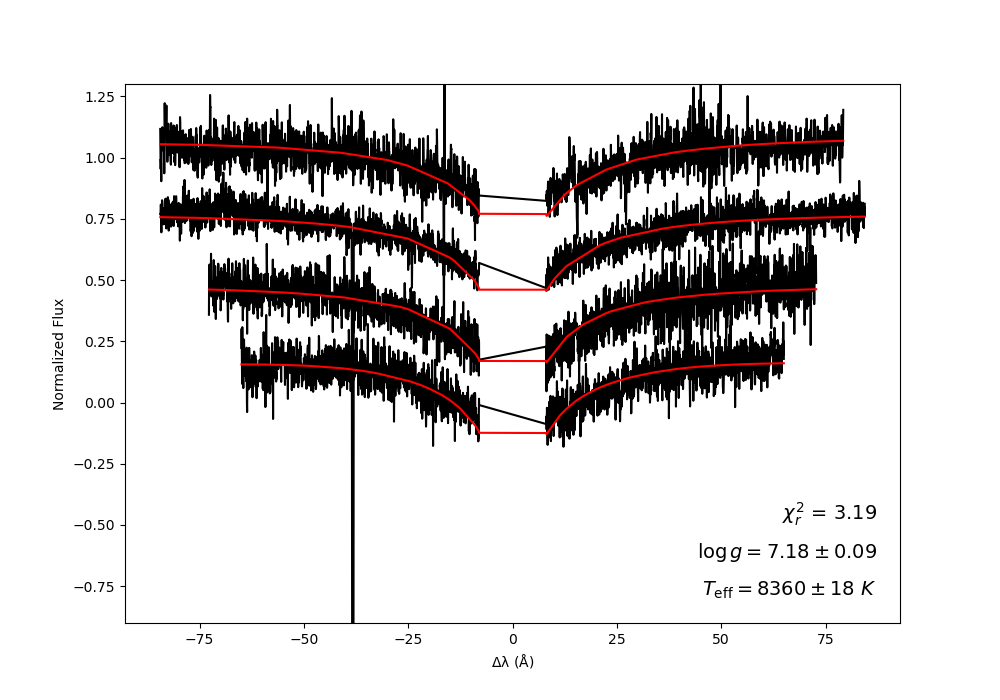 1.25
1.00
0.75
0.50
0.25
0.00
−0.25
−0.50
−0.75
Normalized Flux
χ²ᵣ = 3.19
log g = 7.18 ± 0.09
T_eff = 8360 ± 18 K
−75 −50 −25 0 25 50 75
Δλ (Å)